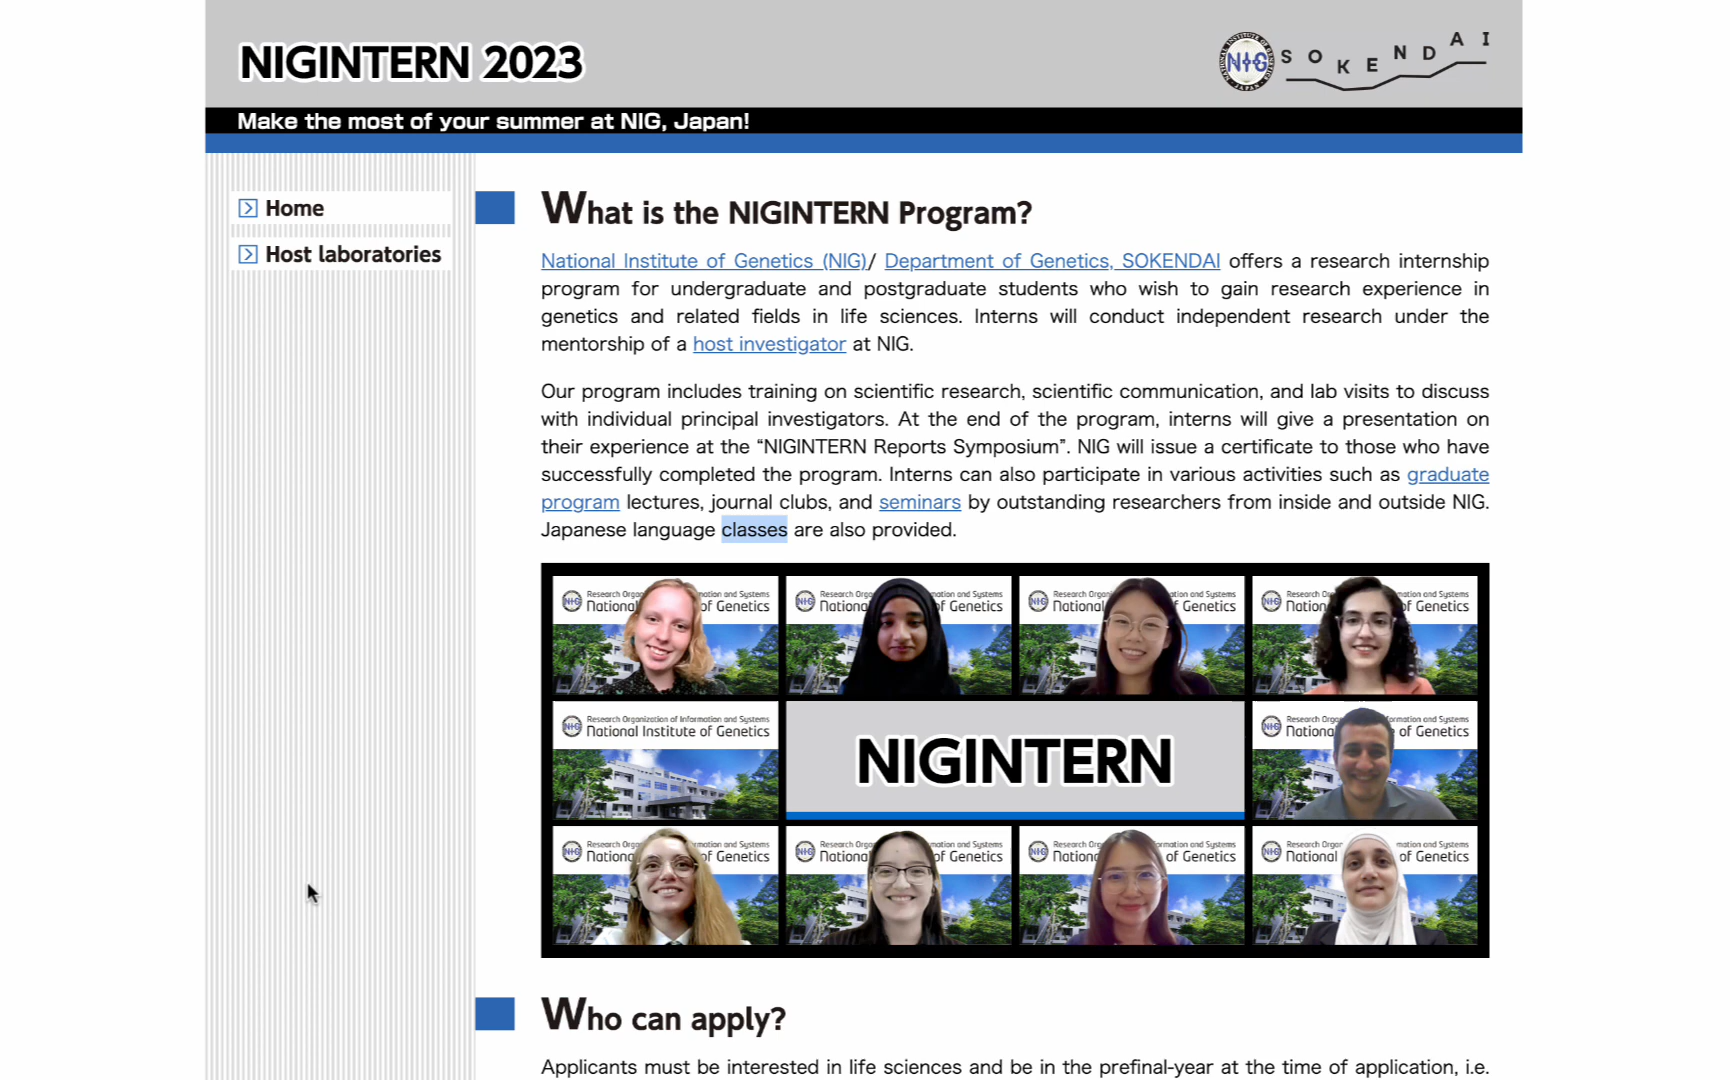 NIGINTERN 2023
NIG
SOKENDAI
Make the most of your summer at NIG, Japan!
Home
Host laboratories
What is the NIGINTERN Program?
National Institute of Genetics (NIG)/ Department of Genetics, SOKENDAI offers a research internship
program for undergraduate and postgraduate students who wish to gain research experience in
genetics and related fields in life sciences. Interns will conduct independent research under the
mentorship of a host investigator at NIG.
Our program includes training on scientific research, scientific communication, and lab visits to discuss
with individual principal investigators. At the end of the program, interns will give a presentation on
their experience at the “NIGINTERN Reports Symposium”. NIG will issue a certificate to those who have
successfully completed the program. Interns can also participate in various activities such as graduate
program lectures, journal clubs, and seminars by outstanding researchers from inside and outside NIG.
Japanese language classes are also provided.
Research Organization of Information and Systems
National Institute of Genetics
NIGINTERN
Who can apply?
Applicants must be interested in life sciences and be in the prefinal-year at the time of application, i.e.